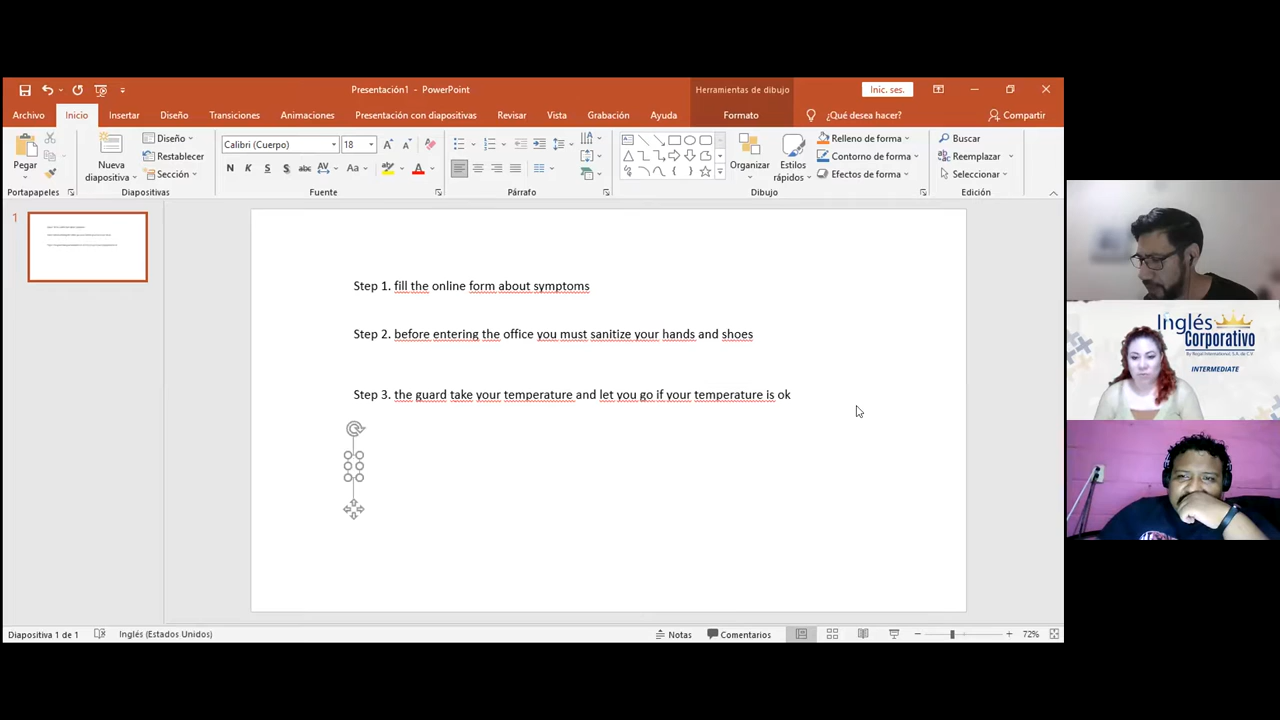 Presentación1 - PowerPoint
Herramientas de dibujo
Inic. ses.
Archivo
Inicio
Insertar
Diseño
Transiciones
Animaciones
Presentación con diapositivas
Revisar
Vista
Grabación
Ayuda
Formato
¿Qué desea hacer?
Compartir
Pegar
Nueva diapositiva
Diseño
Restablecer
Sección
Calibri (Cuerpo)
18
N K S S abc AV Aa A
Organizar
Estilos rápidos
Relleno de forma
Contorno de forma
Efectos de forma
Buscar
Reemplazar
Seleccionar
Portapapeles
Diapositivas
Fuente
Párrafo
Dibujo
Edición
1
Step 1. fill the online form about symptoms
Step 2. before entering the office you must sanitize your hands and shoes
Step 3. the guard take your temperature and let you go if your temperature is ok
Inglés
Corporativo
By Regal International, S.A. de C.V.
INTERMEDIATE
Diapositiva 1 de 1
Inglés (Estados Unidos)
Notas
Comentarios
72%